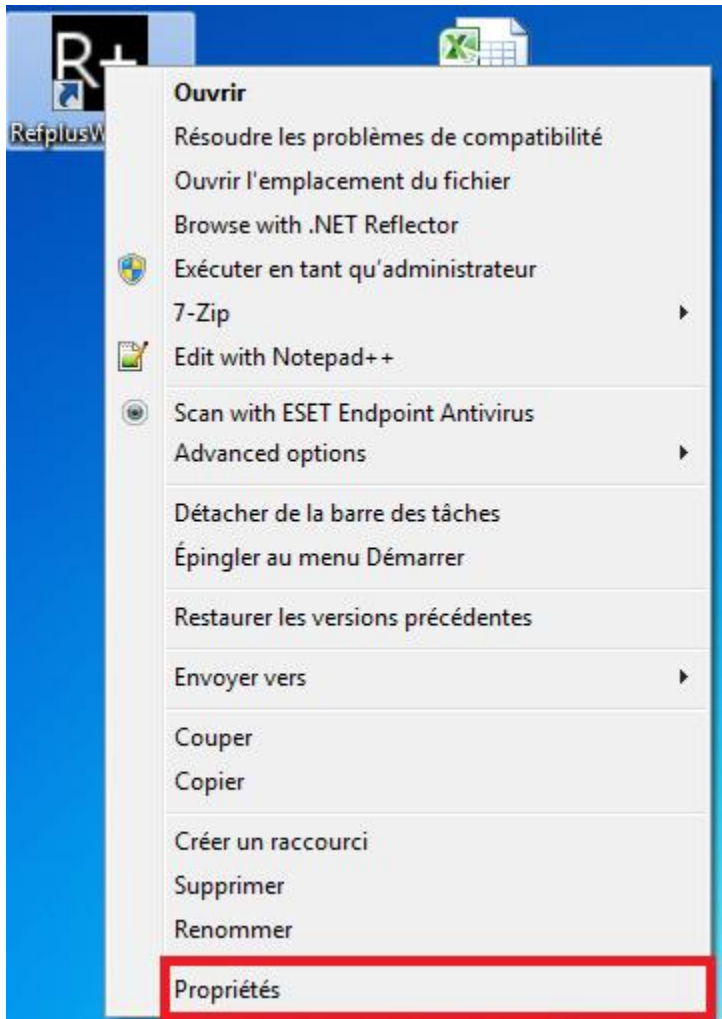 R+
RefplusW
Ouvrir
Résoudre les problèmes de compatibilité
Ouvrir l'emplacement du fichier
Browse with .NET Reflector
Exécuter en tant qu'administrateur
7-Zip
Edit with Notepad++
Scan with ESET Endpoint Antivirus
Advanced options
Détacher de la barre des tâches
Épingler au menu Démarrer
Restaurer les versions précédentes
Envoyer vers
Couper
Copier
Créer un raccourci
Supprimer
Renommer
Propriétés